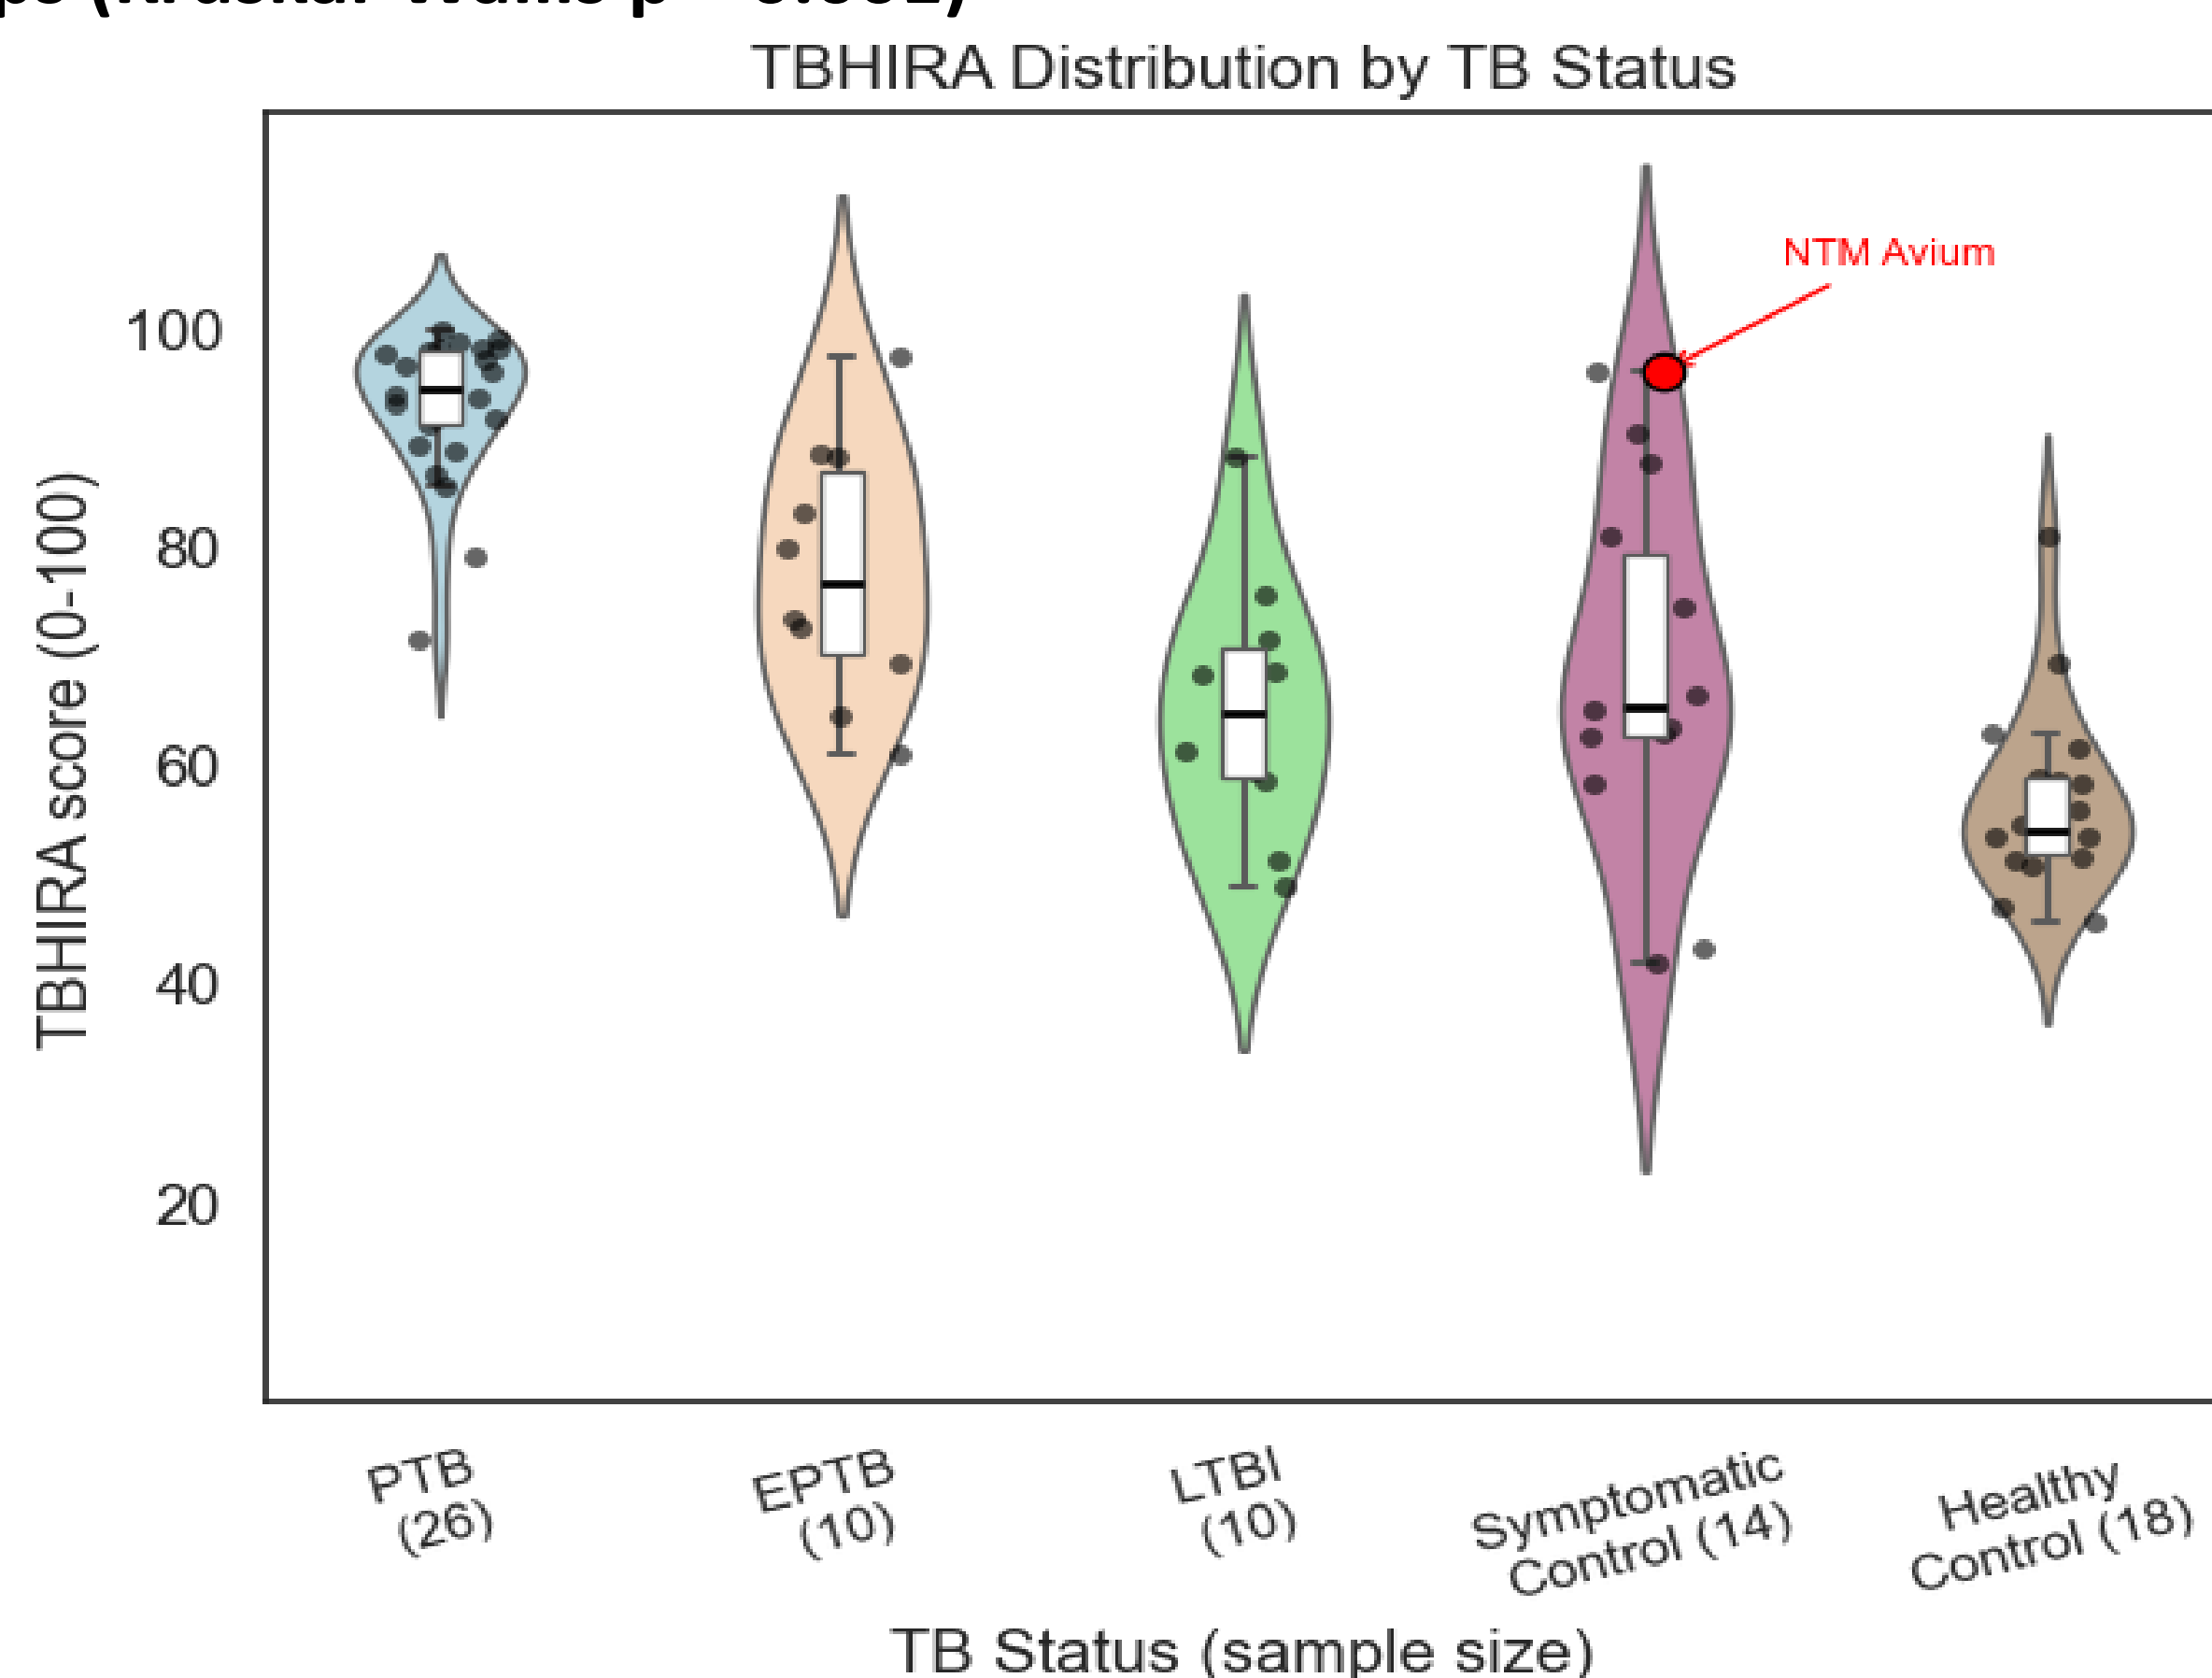 TBHIRA Distribution by TB Status
NTM Avium
TBHIRA score (0-100)
100
80
60
40
20
PTB
(26)
EPTB
(10)
LTBI
(10)
Symptomatic
Control (14)
Healthy
Control (18)
TB Status (sample size)